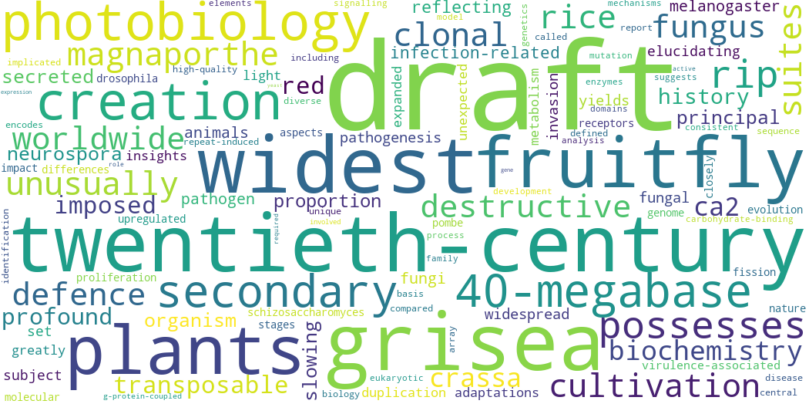 elements signalling melanogaster
photobiology model mechanisms
reflecting rice genetics called report fungus suites
clonal
magnaporthe infection-related mutation elucidating
implicated high-quality including draft active
secreted drosophila light suggests rip
expression creation red yeast expanded unexpected metabolism invasion enzymes yields domains history
diverse receptors principal
encodes worldwide animals aspects defined consistent sequence
repeat-induced pathogenesis analysis
neurospora insights widest fruitfly closely
impact differences role gene
unusually pathogen proportion development fungal
imposed unique destructive genome ca2 evolution
identification upregulated involved required pombe carbohydrate-binding
twentieth-century process
family
proliferation fungi fission
defence secondary basis 40-megabase nature
profound schizosaccharomyces compared widespread
set organism stages possesses
greatly slowing grisea array
plants biochemistry
subject crassa virulence-associated
transposable eukaryotic cultivation disease
molecular g-protein-coupled biology duplication adaptations central